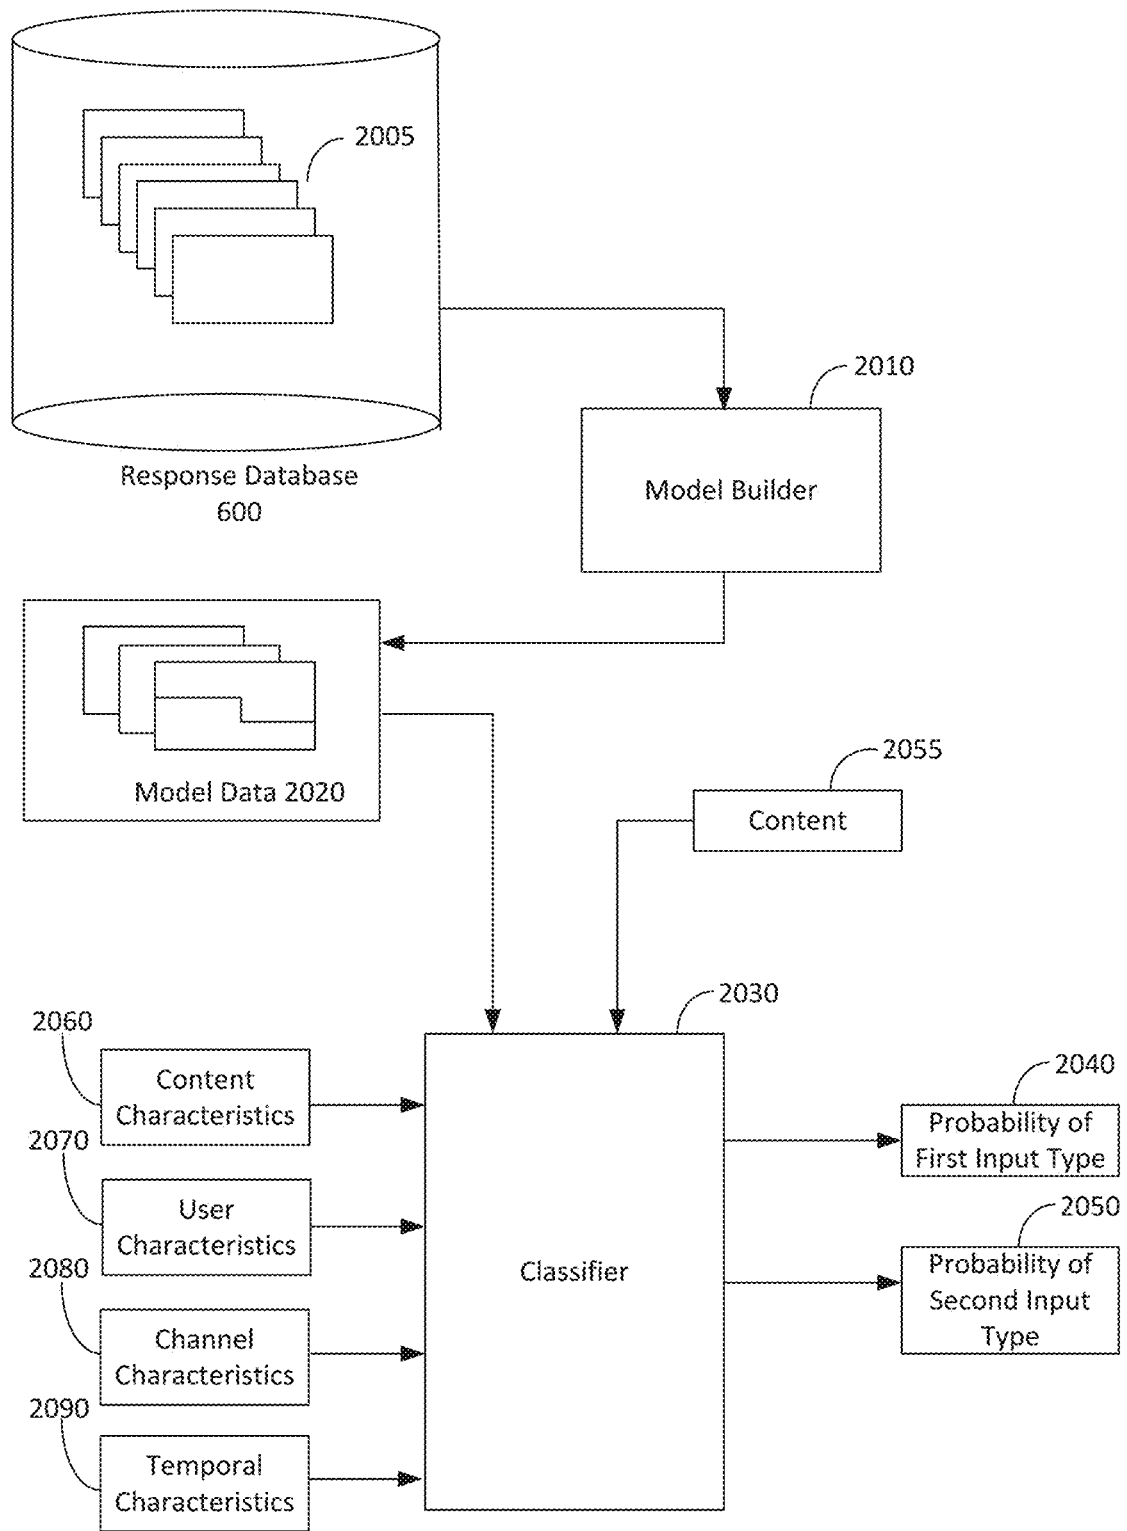 2005
Response Database
600
2010
Model Builder
Model Data 2020
2055
Content
2030
2060
Content
Characteristics
2070
User
Characteristics
2080
Channel
Characteristics
2090
Temporal
Characteristics
Classifier
2040
Probability of
First Input Type
2050
Probability of
Second Input
Type